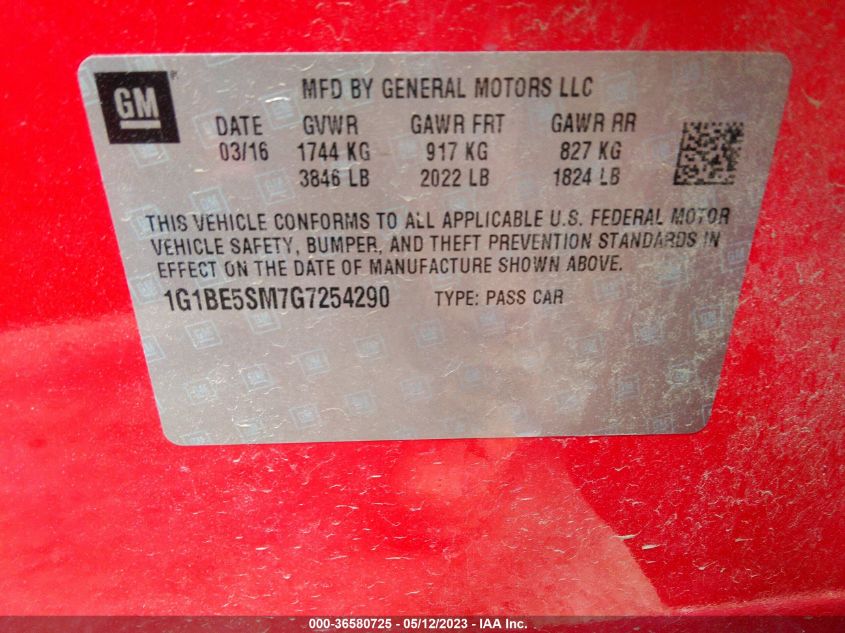 GM
MFD BY GENERAL MOTORS LLC
DATE GVWR GAWR FRT GAWR RR
03/16 1744 KG 917 KG 827 KG
3846 LB 2022 LB 1824 LB
THIS VEHICLE CONFORMS TO ALL APPLICABLE U.S. FEDERAL MOTOR
VEHICLE SAFETY, BUMPER, AND THEFT PREVENTION STANDARDS IN
EFFECT ON THE DATE OF MANUFACTURE SHOWN ABOVE.
1G1BE5SM7G7254290 TYPE: PASS CAR
000-36580725 - 05/12/2023 - IAA Inc.